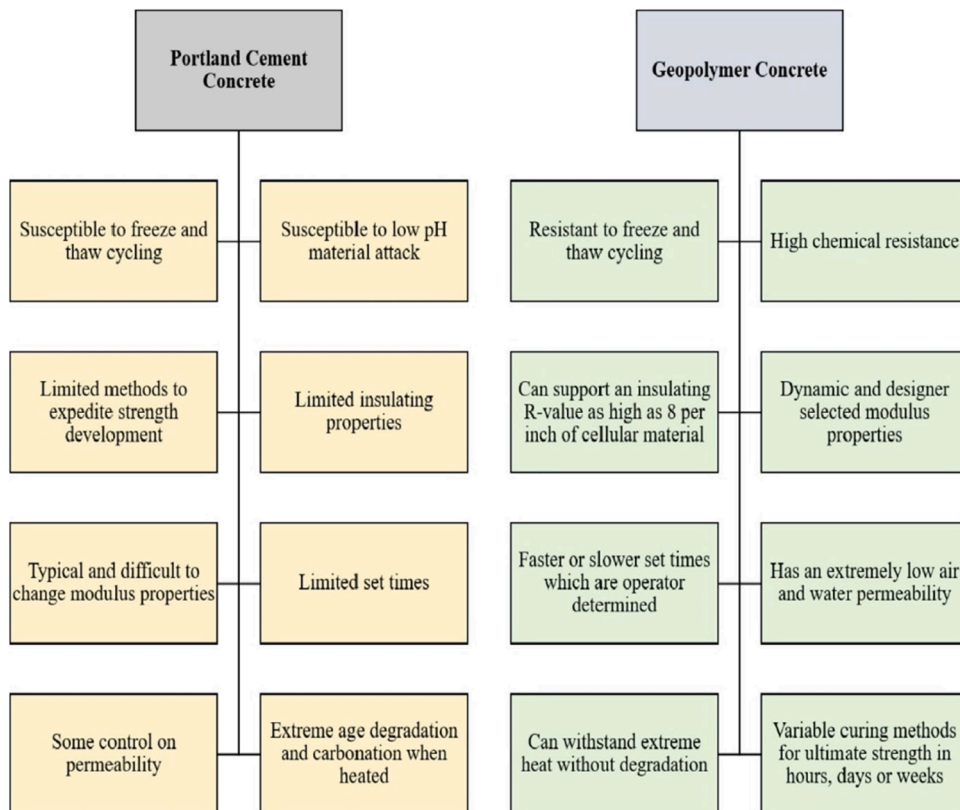 Portland Cement
Concrete
Geopolymer Concrete
Susceptible to freeze and
thaw cycling
Susceptible to low pH
material attack
Resistant to freeze and
thaw cycling
High chemical resistance
Limited methods to
expedite strength
development
Limited insulating
properties
Can support an insulating
R-value as high as 8 per
inch of cellular material
Dynamic and designer
selected modulus
properties
Typical and difficult to
change modulus properties
Limited set times
Faster or slower set times
which are operator
determined
Has an extremely low air
and water permeability
Some control on
permeability
Extreme age degradation
and carbonation when
heated
Can withstand extreme
heat without degradation
Variable curing methods
for ultimate strength in
hours, days or weeks